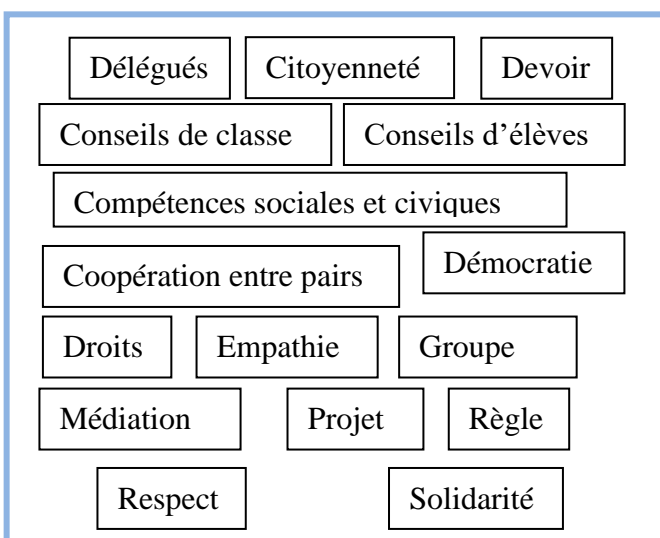 Délégués Citoyenneté Devoir
Conseils de classe Conseils d’élèves
Compétences sociales et civiques
Coopération entre pairs Démocratie
Droits Empathie Groupe
Médiation Projet Règle
Respect Solidarité